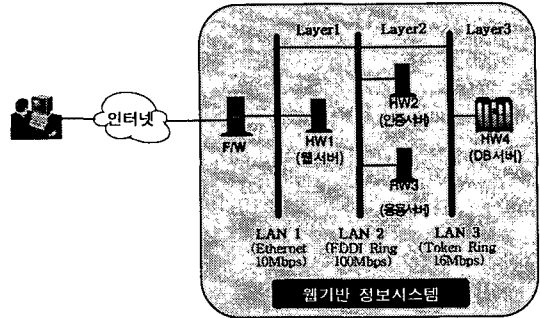 Layer1 Layer2 Layer3
인터넷
F/W
HW1
(웹서버)
HW2
(인증서버)
HW3
(응용서버)
HW4
(DB서버)
LAN 1
(Ethernet
10Mbps)
LAN 2
(FDDI Ring
100Mbps)
LAN 3
(Token Ring
16Mbps)
웹기반 정보시스템